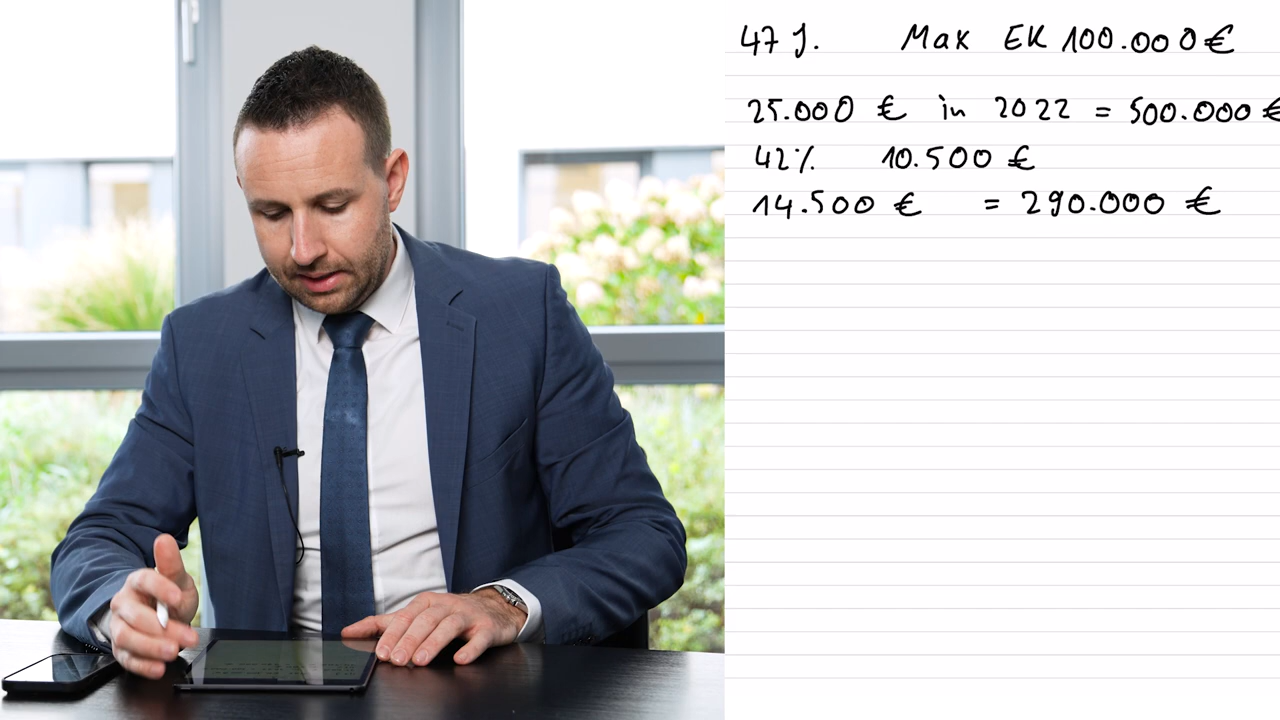 47 J. Max EK 100.000 €
25.000 € in 2022 = 500.000 €
42% 10.500 €
14.500 € = 290.000 €